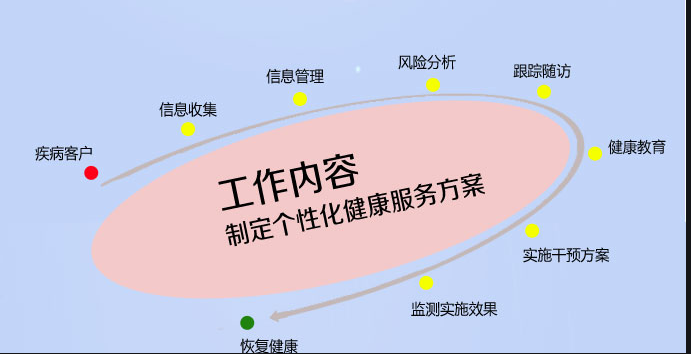 疾病客户
信息收集
信息管理
风险分析
跟踪随访
健康教育
实施干预方案
监测实施效果
恢复健康
工作内容
制定个性化健康服务方案